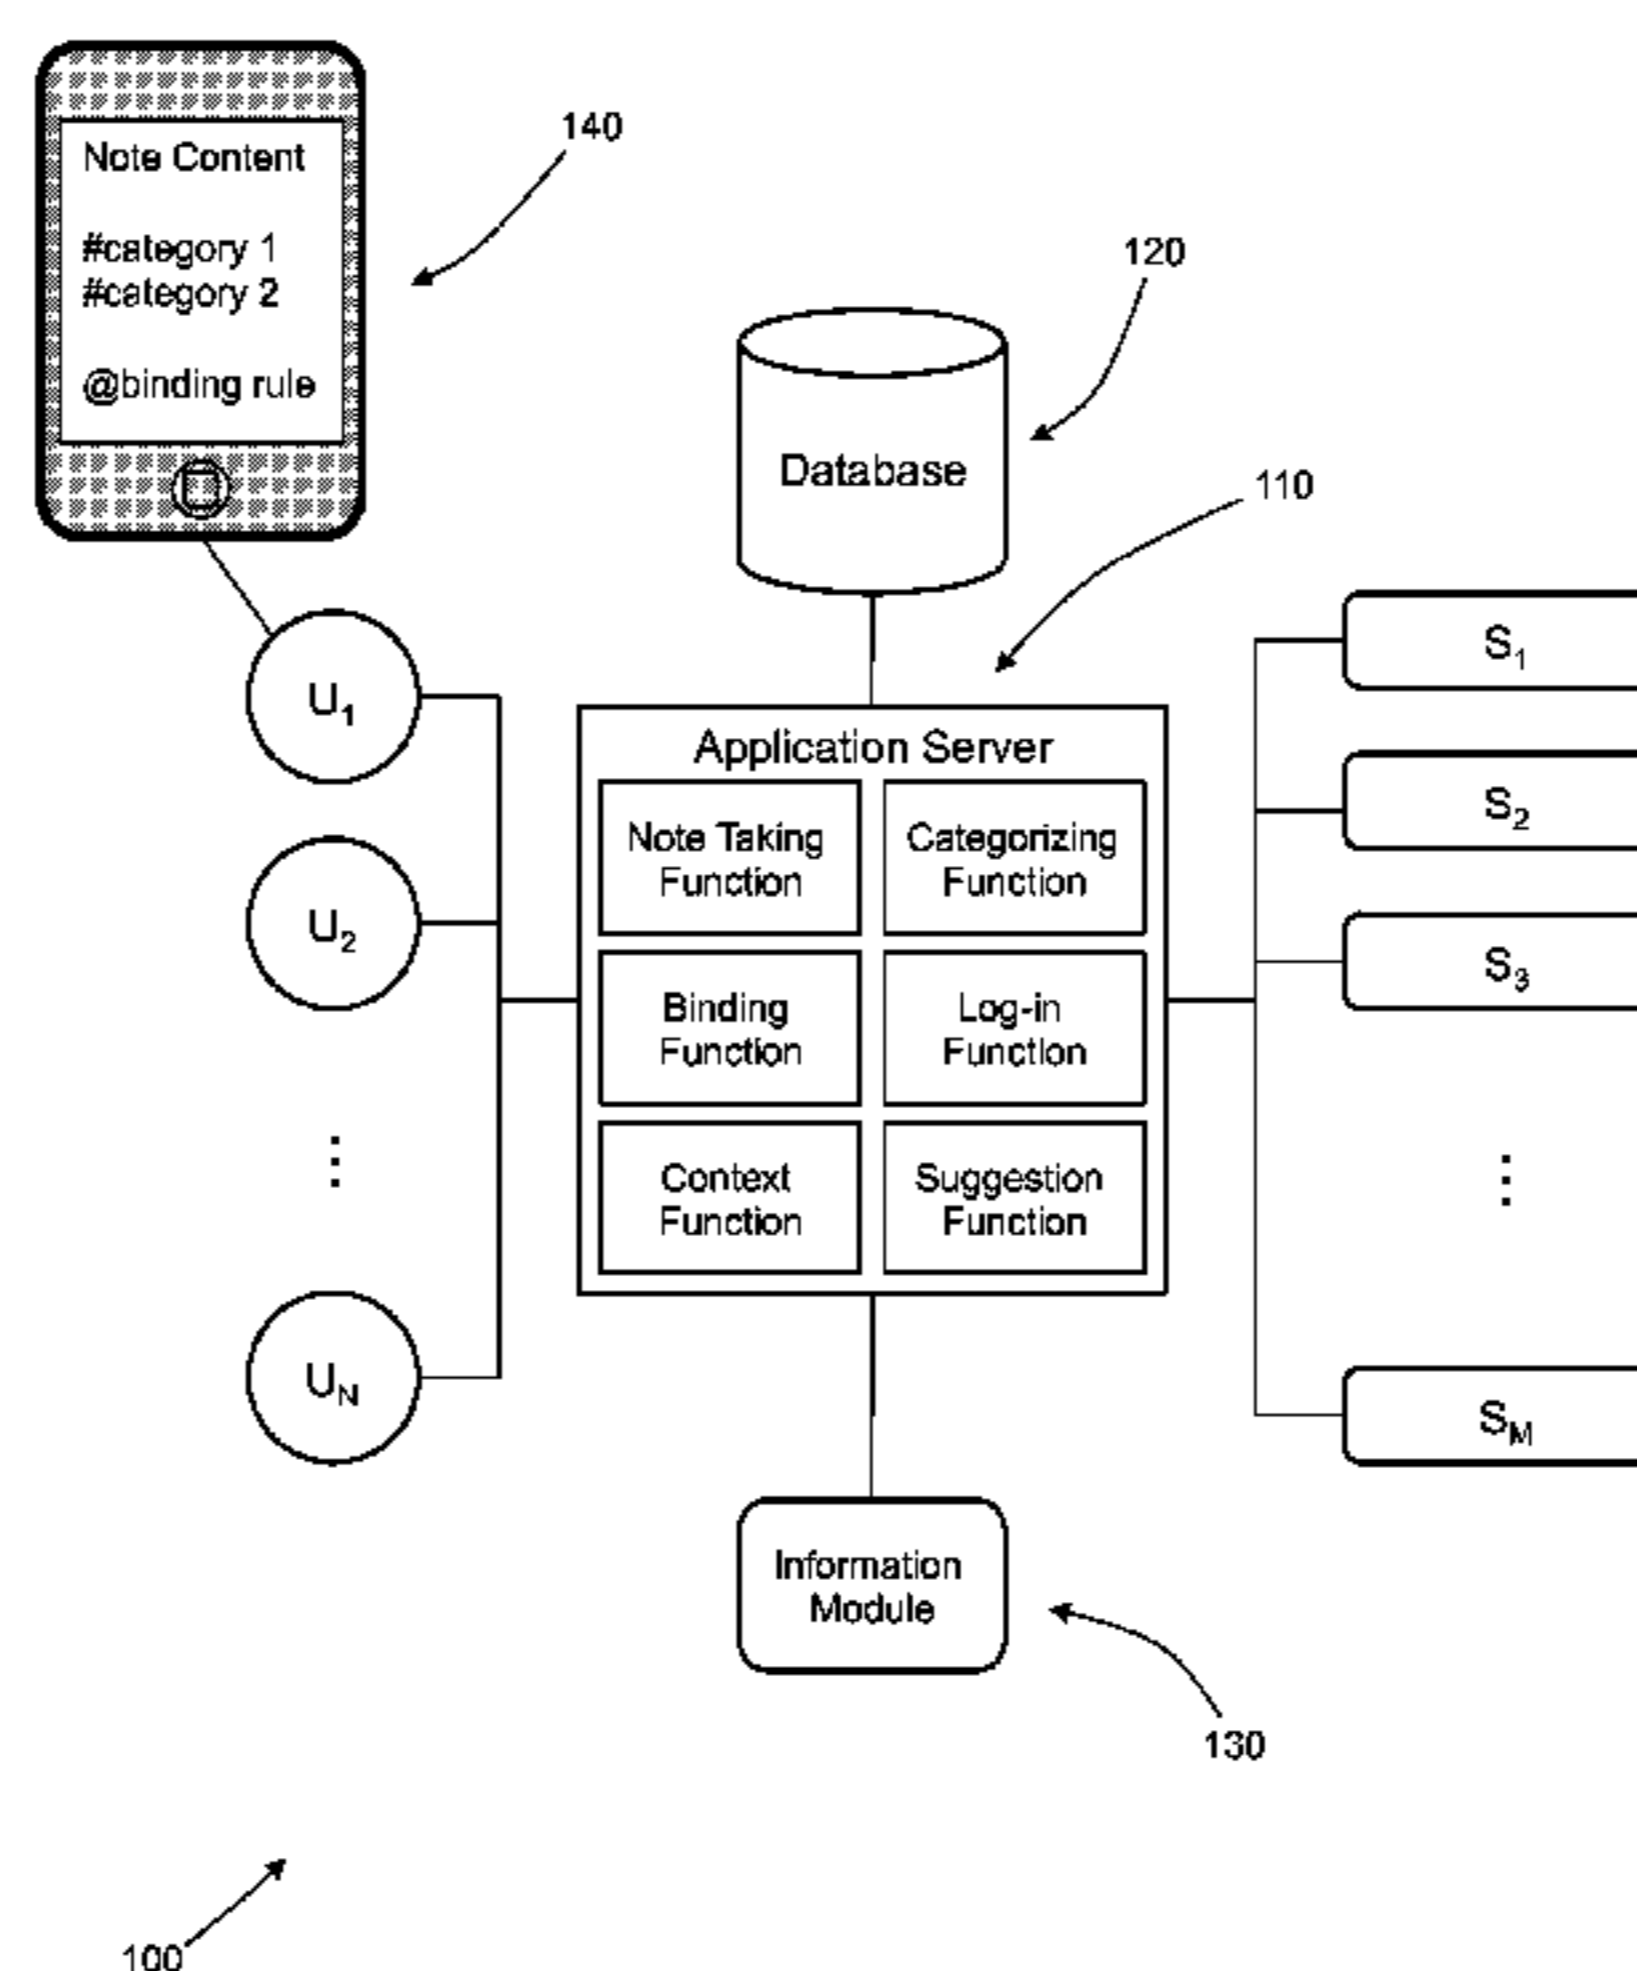 140
Note Content
#category 1
#category 2
@binding rule
120
Database
110
Application Server
Note Taking
Function
Categorizing
Function
Binding
Function
Log-in
Function
Context
Function
Suggestion
Function
U1
U2
⋮
UN
S1
S2
S3
⋮
SM
Information
Module
130
100